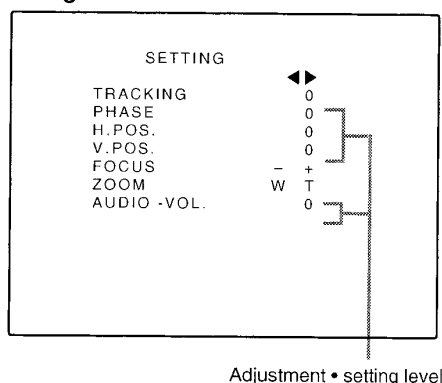 SETTING
◀ ▶
TRACKING 0
PHASE 0
H.POS. 0
V.POS. 0
FOCUS – +
ZOOM W T
AUDIO -VOL. 0
Adjustment • setting level